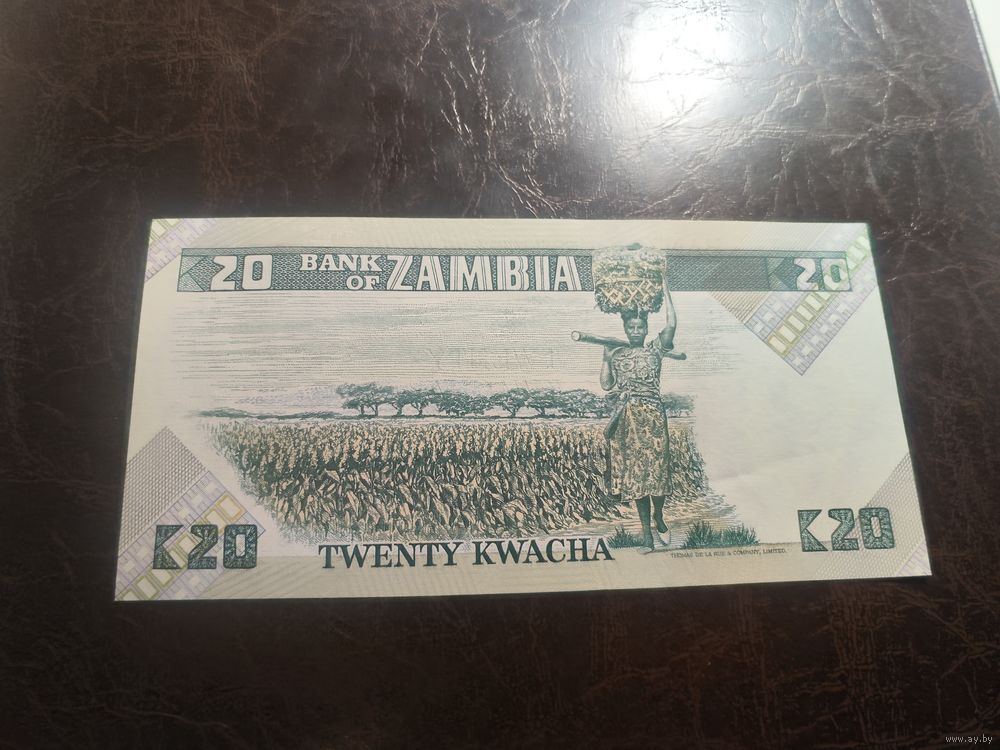 20 BANK OF ZAMBIA 20
K20 TWENTY KWACHA K20
THOMAS DE LA RUE & COMPANY, LIMITED.
www.ay.by